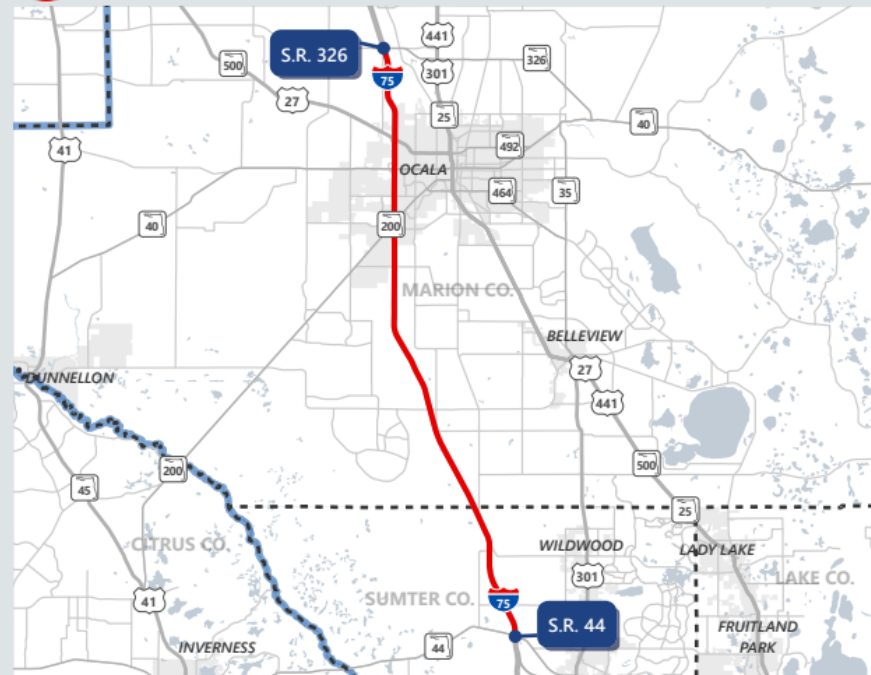 441
S.R. 326
326
500
301
75
27
25
40
41
492
OCALA
464
35
40
200
MARION CO.
BELLEVIEW
DUNNELLON
27
441
500
200
45
25
CITRUS CO.
WILDWOOD
LADY LAKE
301
LAKE CO.
41
SUMTER CO.
75
S.R. 44
FRUITLAND
PARK
INVERNESS
44